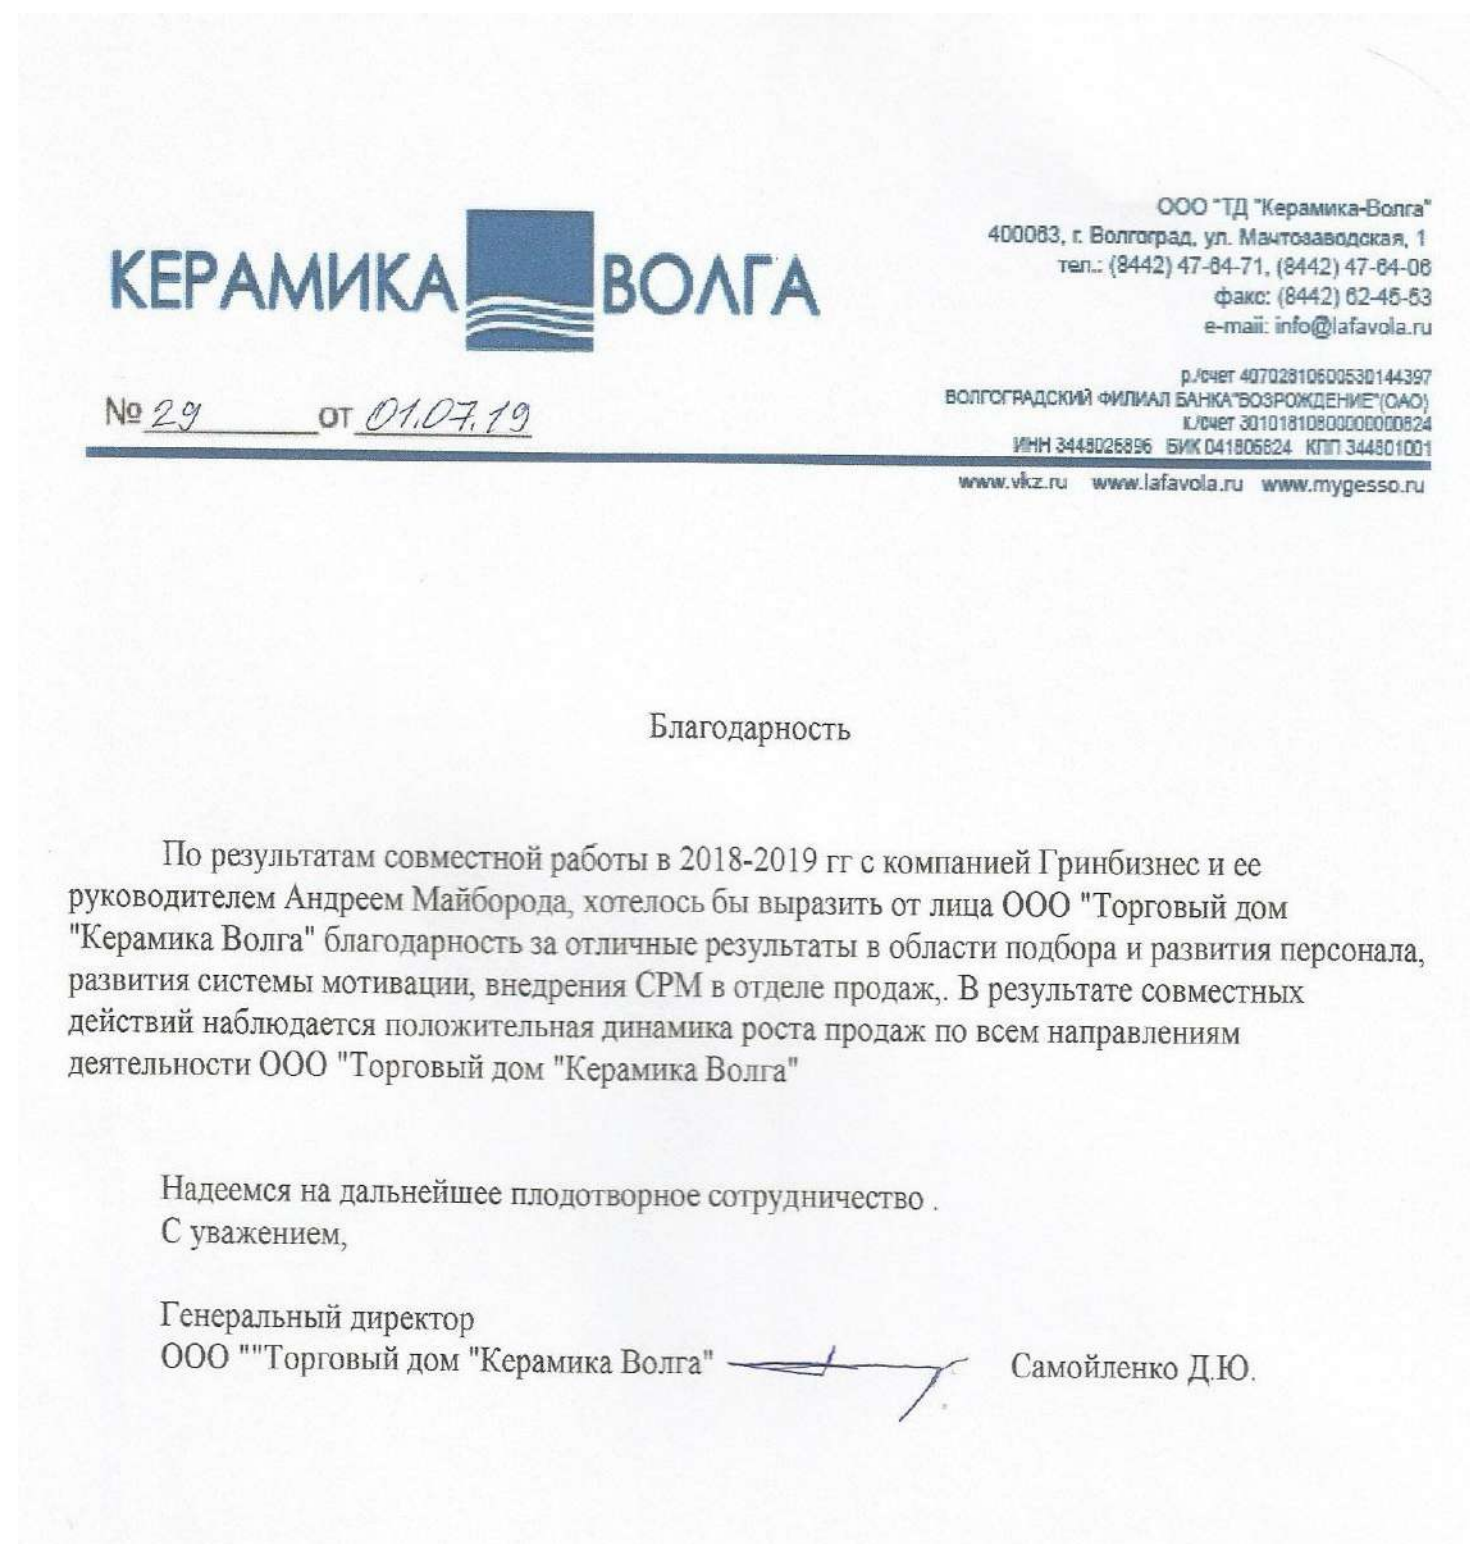 КЕРАМИКА ВОЛГА
ООО "ТД "Керамика-Волга"
400063, г. Волгоград, ул. Мачтозаводская, 1
тел.: (8442) 47-64-71, (8442) 47-64-06
факс: (8442) 62-45-53
e-mail: info@lafavola.ru
р./счет 40702810600530144397
ВОЛГОГРАДСКИЙ ФИЛИАЛ БАНКА"ВОЗРОЖДЕНИЕ"(ОАО)
к./счет 30101810800000000824
ИНН 3448026896 БИК 041806824 КПП 344801001
№ 29 от 01.07.19
www.vkz.ru www.lafavola.ru www.mygesso.ru
Благодарность
По результатам совместной работы в 2018-2019 гг с компанией Гринбизнес и ее
руководителем Андреем Майборода, хотелось бы выразить от лица ООО "Торговый дом
"Керамика Волга" благодарность за отличные результаты в области подбора и развития персонала,
развития системы мотивации, внедрения СРМ в отделе продаж,. В результате совместных
действий наблюдается положительная динамика роста продаж по всем направлениям
деятельности ООО "Торговый дом "Керамика Волга"
Надеемся на дальнейшее плодотворное сотрудничество .
С уважением,
Генеральный директор
ООО ""Торговый дом "Керамика Волга" Самойленко Д.Ю.